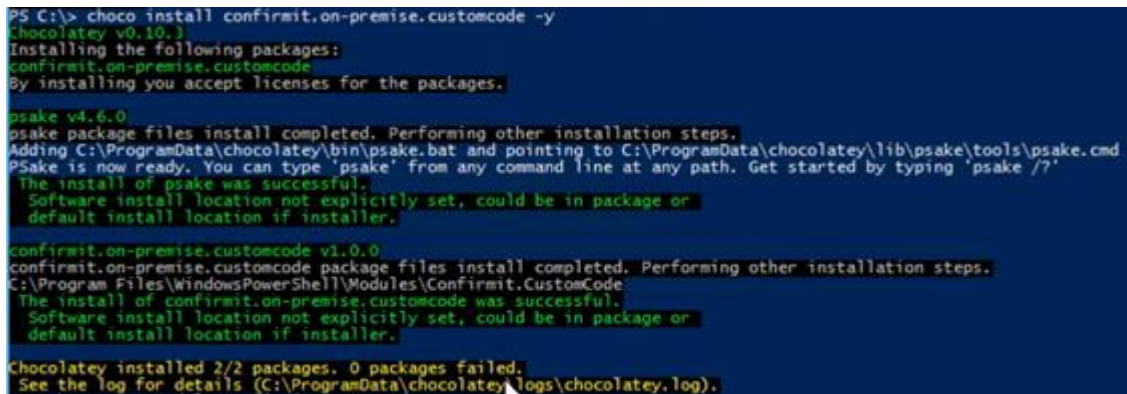 PS C:\> choco install confirmit.on-premise.customcode -y
Chocolatey v0.10.3
Installing the following packages:
confirmit.on-premise.customcode
By installing you accept licenses for the packages.
psake v4.6.0
psake package files install completed. Performing other installation steps.
Adding C:\ProgramData\chocolatey\bin\psake.bat and pointing to C:\ProgramData\chocolatey\lib\psake\tools\psake.cmd
PSake is now ready. You can type 'psake' from any command line at any path. Get started by typing 'psake /?'
The install of psake was successful.
Software install location not explicitly set, could be in package or
default install location if installer.
confirmit.on-premise.customcode v1.0.0
confirmit.on-premise.customcode package files install completed. Performing other installation steps.
C:\Program Files\WindowsPowerShell\Modules\Confirmit.CustomCode
The install of confirmit.on-premise.customcode was successful.
Software install location not explicitly set, could be in package or
default install location if installer.
Chocolatey installed 2/2 packages. 0 packages failed.
See the log for details (C:\ProgramData\chocolatey\logs\chocolatey.log).